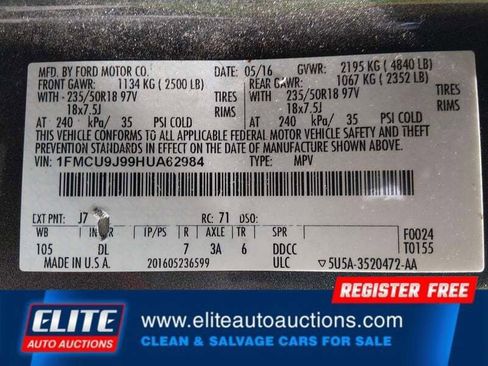 MFD. BY FORD MOTOR CO.
DATE: 05/16 GVWR: 2195 KG ( 4840 LB)
FRONT GAWR: 1134 KG ( 2500 LB) REAR GAWR: 1067 KG ( 2352 LB)
WITH - 235/50R18 97V TIRES WITH - 235/50R18 97V TIRES
18x7.5J RIMS 18x7.5J RIMS
AT 240 kPa/ 35 PSI COLD AT 240 kPa/ 35 PSI COLD
THIS VEHICLE CONFORMS TO ALL APPLICABLE FEDERAL MOTOR VEHICLE SAFETY AND THEFT PREVENTION
STANDARDS IN EFFECT ON THE DATE OF MANUFACTURE SHOWN ABOVE.
VIN: 1FMCU9J99HUA62984 TYPE: MPV
EXT PNT: J7 RC: 71 DSO:
WB TP/PS R AX TR SPR F0024
105 DL 7 3A 6 DDCC T0155
MADE IN U.S.A. 201605236599 ULC ▽5U5A-3520472-AA
REGISTER FREE
ELITE
AUTO AUCTIONS
www.eliteautoauctions.com
CLEAN & SALVAGE CARS FOR SALE